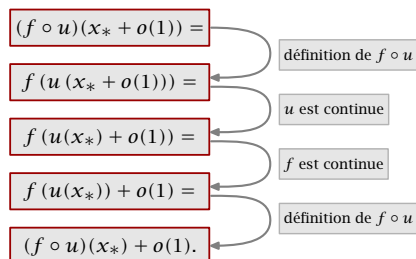 (f ∘ u)(x∗ + o(1)) =
définition de f ∘ u
f (u (x∗ + o(1))) =
u est continue
f (u(x∗) + o(1)) =
f est continue
f (u(x∗)) + o(1) =
définition de f ∘ u
(f ∘ u)(x∗) + o(1).